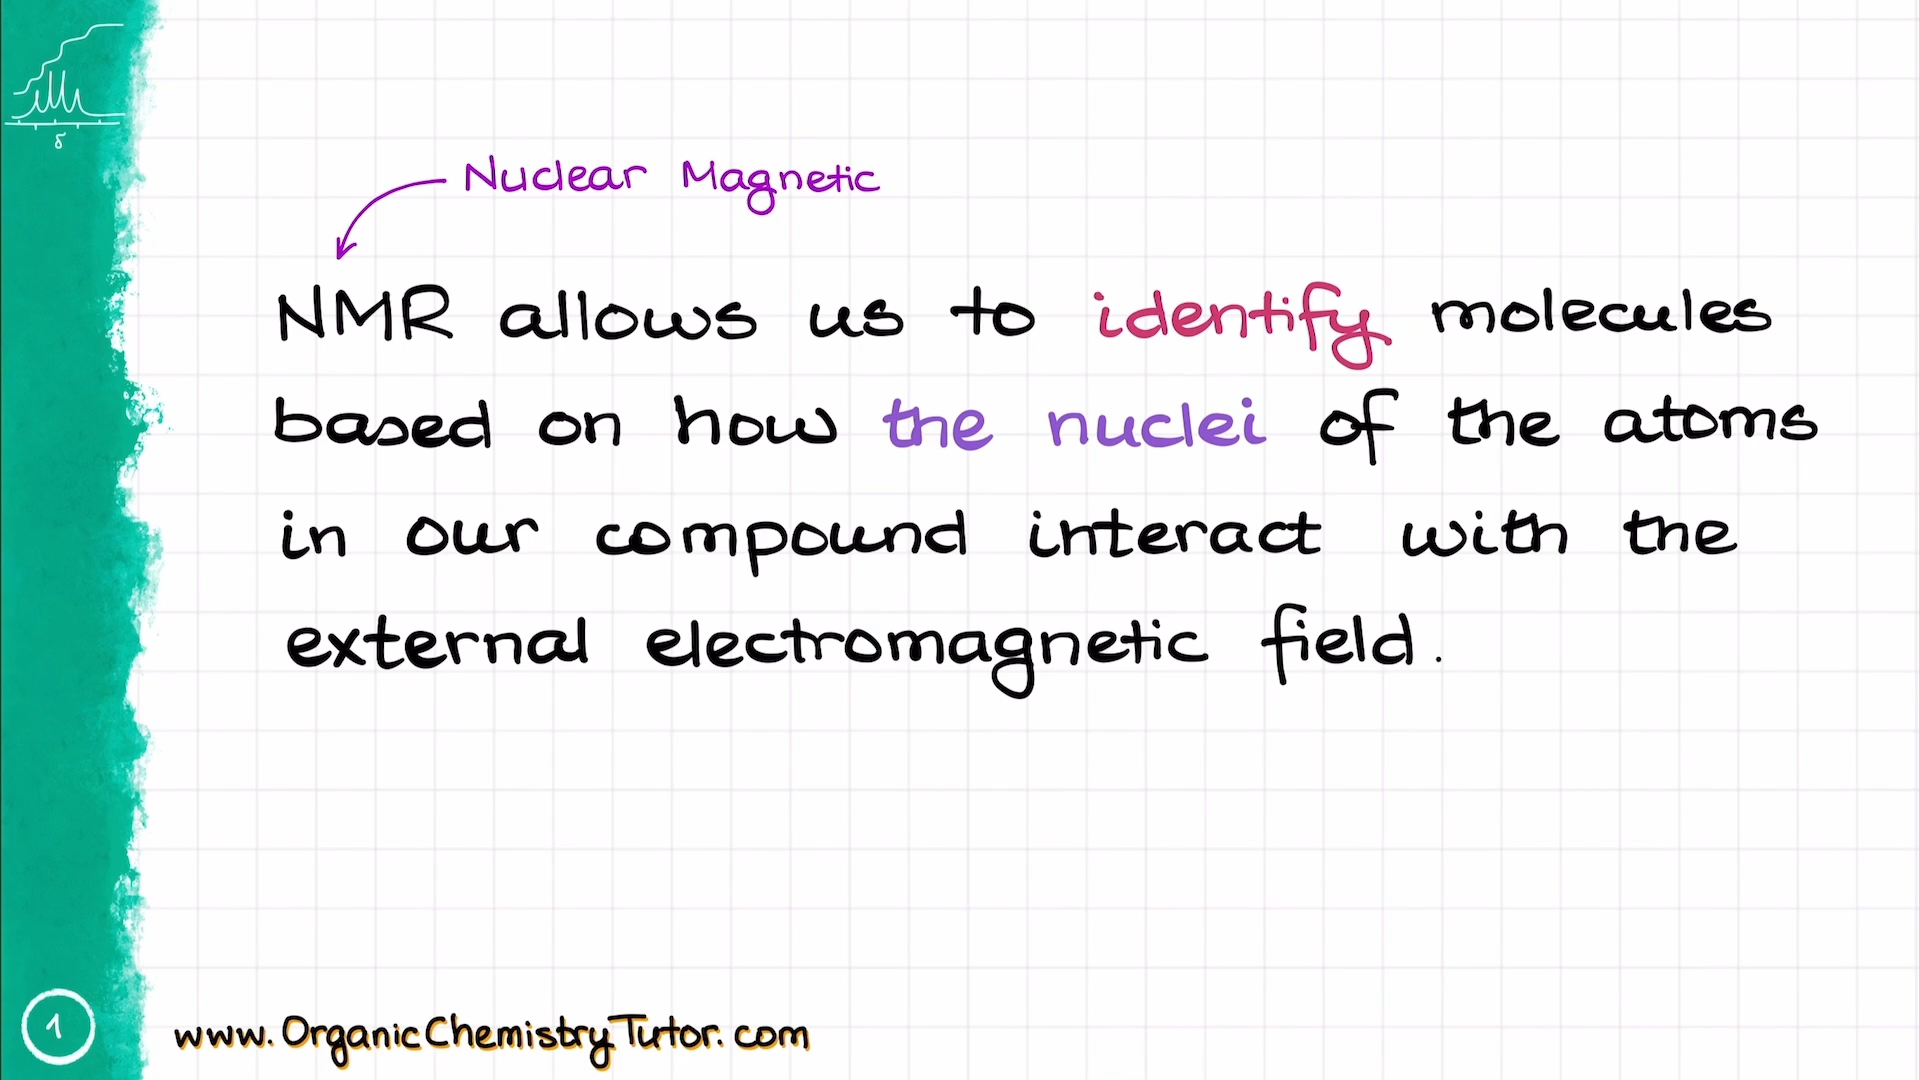 δ
Nuclear Magnetic
NMR allows us to identify molecules
based on how the nuclei of the atoms
in our compound interact with the
external electromagnetic field.
1
www.OrganicChemistryTutor.com